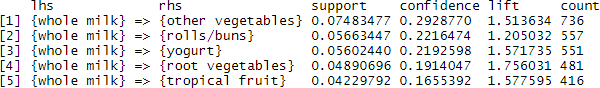 lhs rhs support confidence lift count
[1] {whole milk} => {other vegetables} 0.07483477 0.2928770 1.513634 736
[2] {whole milk} => {rolls/buns} 0.05663447 0.2216474 1.205032 557
[3] {whole milk} => {yogurt} 0.05602440 0.2192598 1.571735 551
[4] {whole milk} => {root vegetables} 0.04890696 0.1914047 1.756031 481
[5] {whole milk} => {tropical fruit} 0.04229792 0.1655392 1.577595 416